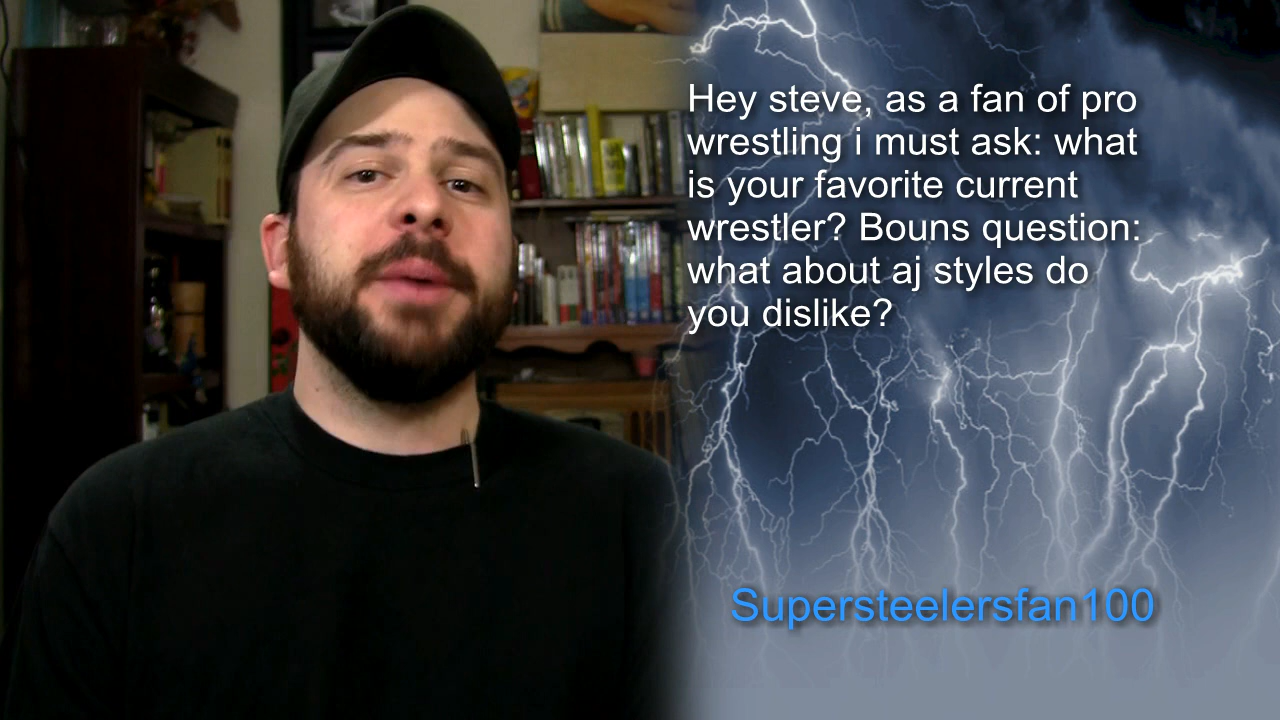 Hey steve, as a fan of pro
wrestling i must ask: what
is your favorite current
wrestler? Bouns question:
what about aj styles do
you dislike?
Supersteelersfan100